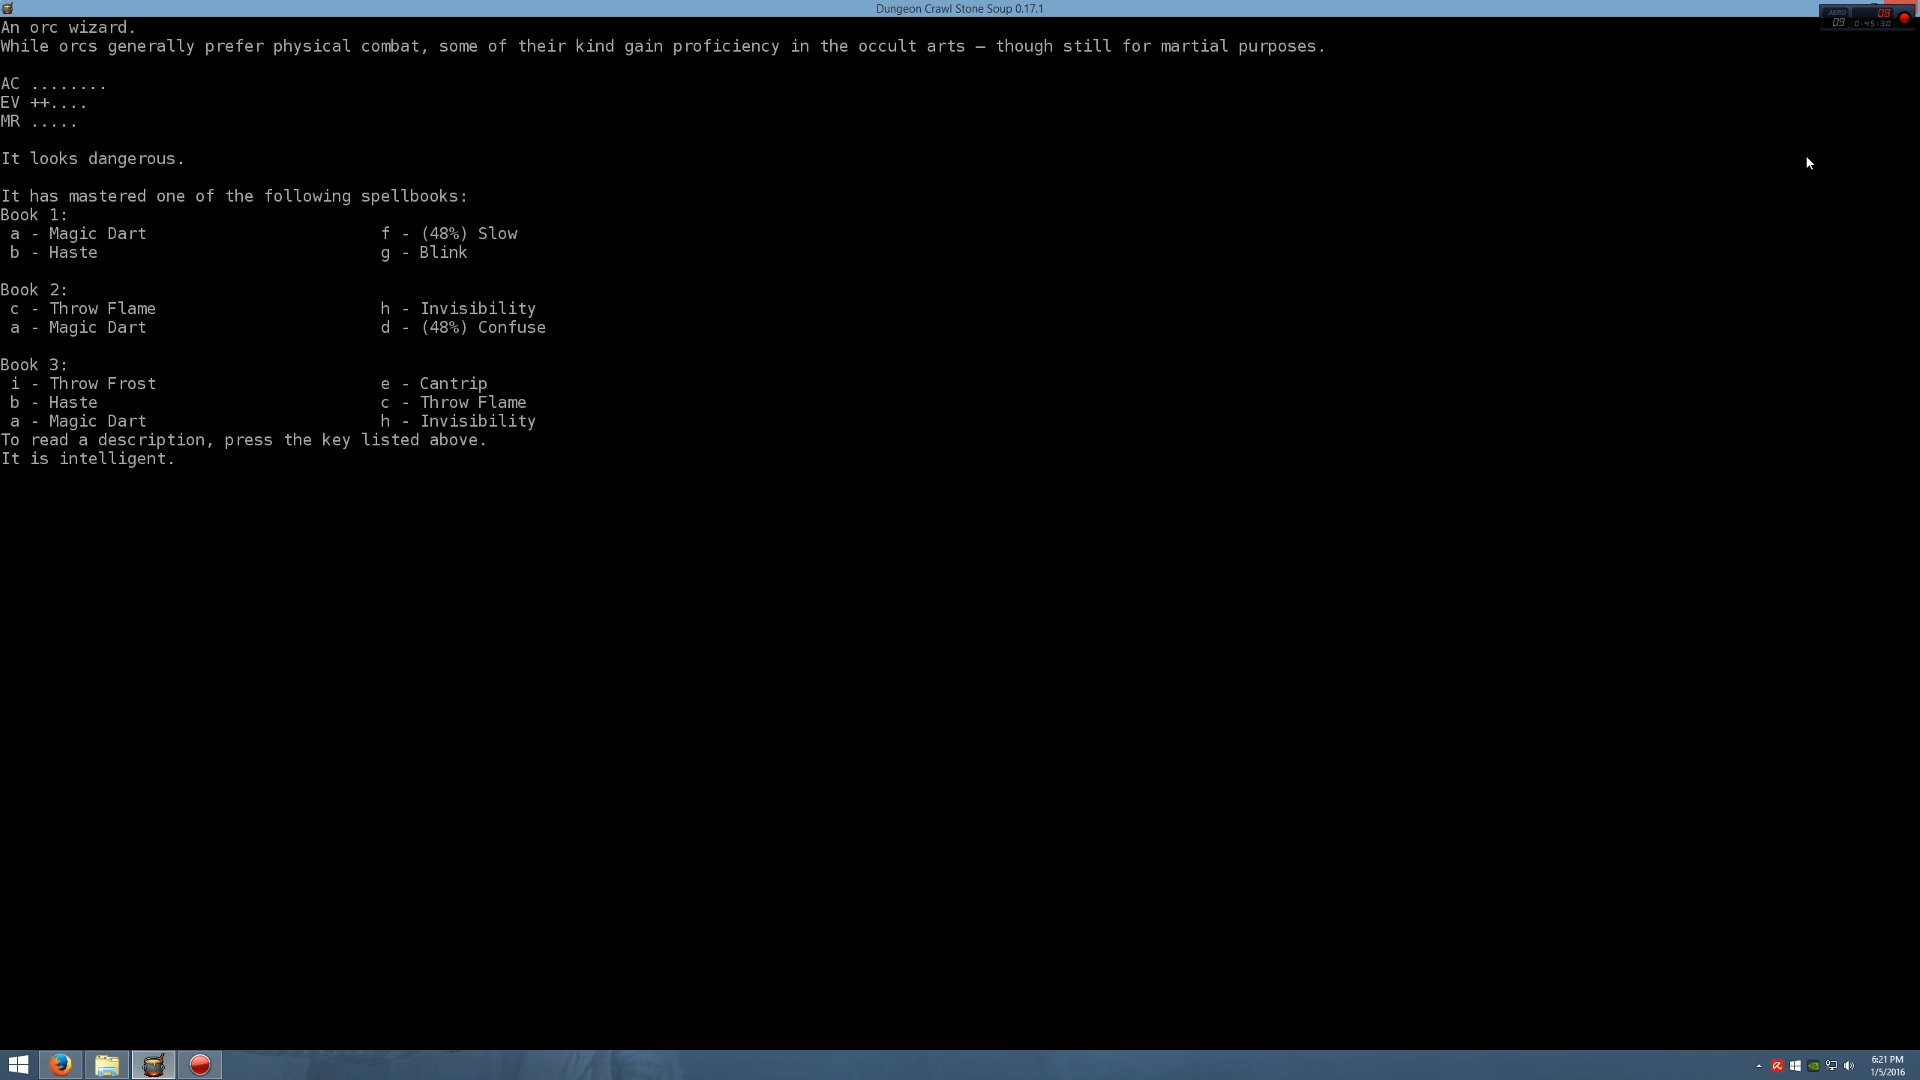 Dungeon Crawl Stone Soup 0.17.1
An orc wizard.
While orcs generally prefer physical combat, some of their kind gain proficiency in the occult arts – though still for martial purposes.
AC ........
EV ++....
MR .....
It looks dangerous.
It has mastered one of the following spellbooks:
Book 1:
a - Magic Dart f - (48%) Slow
b - Haste g - Blink
Book 2:
c - Throw Flame h - Invisibility
a - Magic Dart d - (48%) Confuse
Book 3:
i - Throw Frost e - Cantrip
b - Haste c - Throw Flame
a - Magic Dart h - Invisibility
To read a description, press the key listed above.
It is intelligent.
6:21 PM
1/5/2016